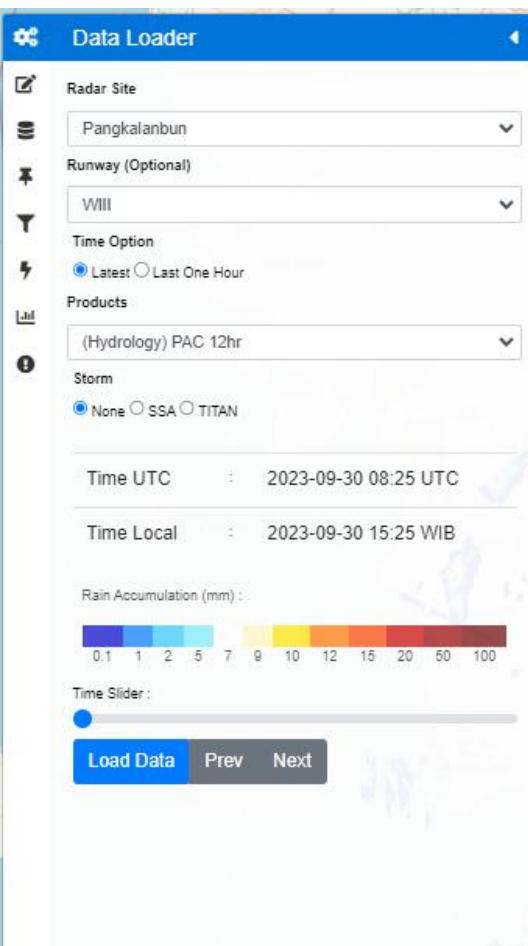 Data Loader
Radar Site
Pangkalanbun
Runway (Optional)
WIII
Time Option
Latest Last One Hour
Products
(Hydrology) PAC 12hr
Storm
None SSA TITAN
Time UTC : 2023-09-30 08:25 UTC
Time Local : 2023-09-30 15:25 WIB
Rain Accumulation (mm) :
0.1 1 2 5 7 9 10 12 15 20 50 100
Time Slider :
Load Data Prev Next